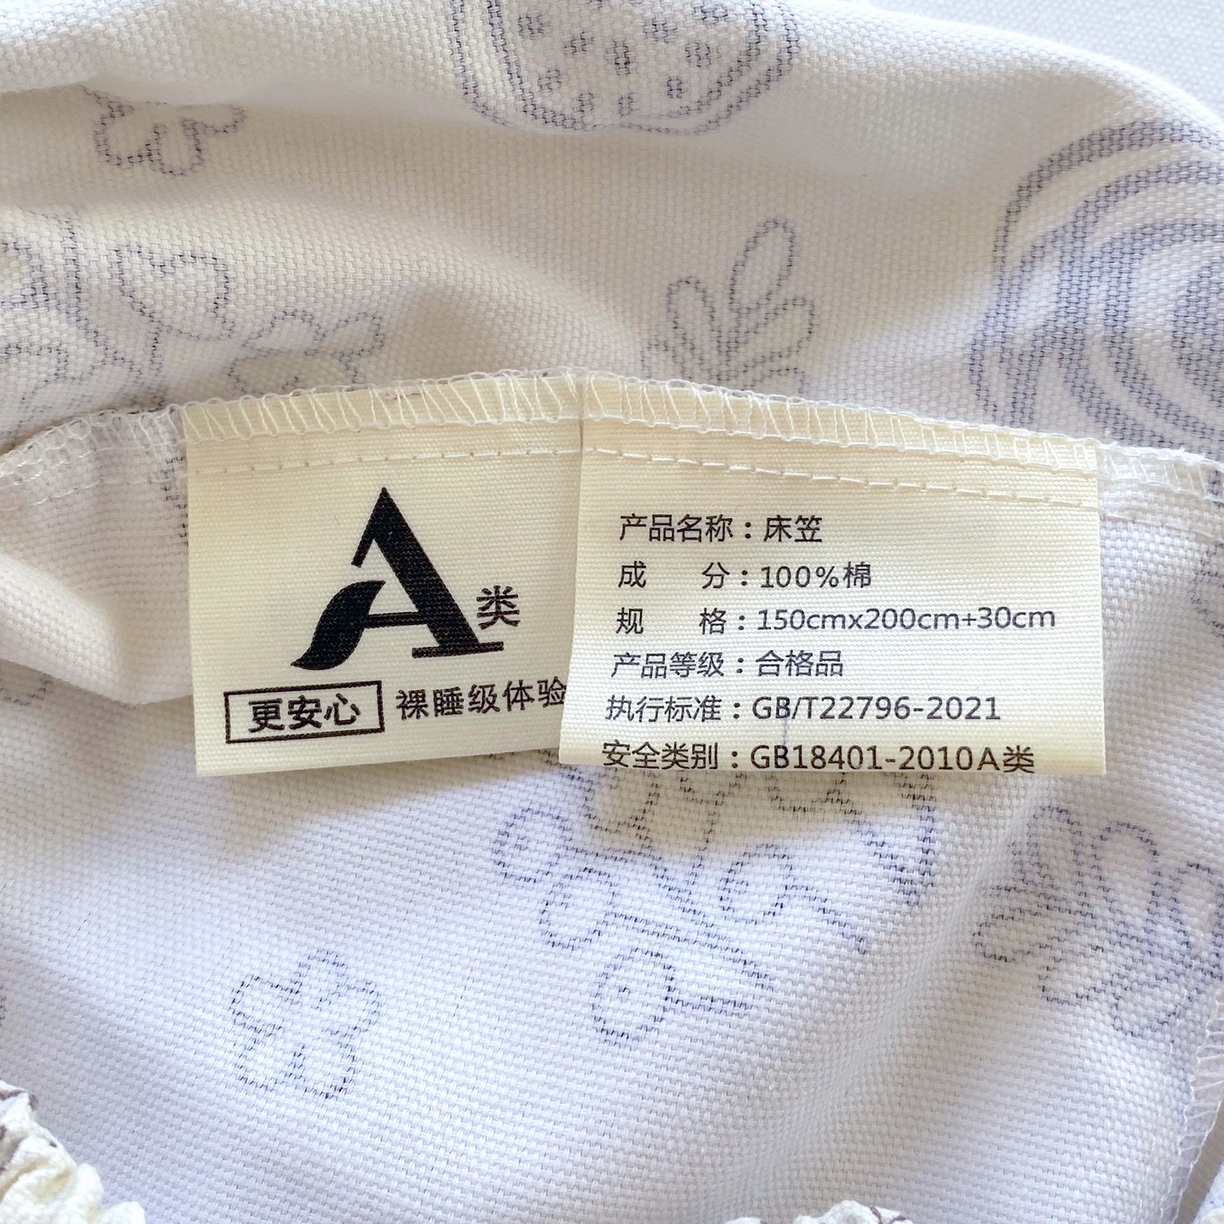 A类
更安心 裸睡级体验
产品名称：床笠
成 分：100%棉
规 格：150cmx200cm+30cm
产品等级：合格品
执行标准：GB/T22796-2021
安全类别：GB18401-2010A类